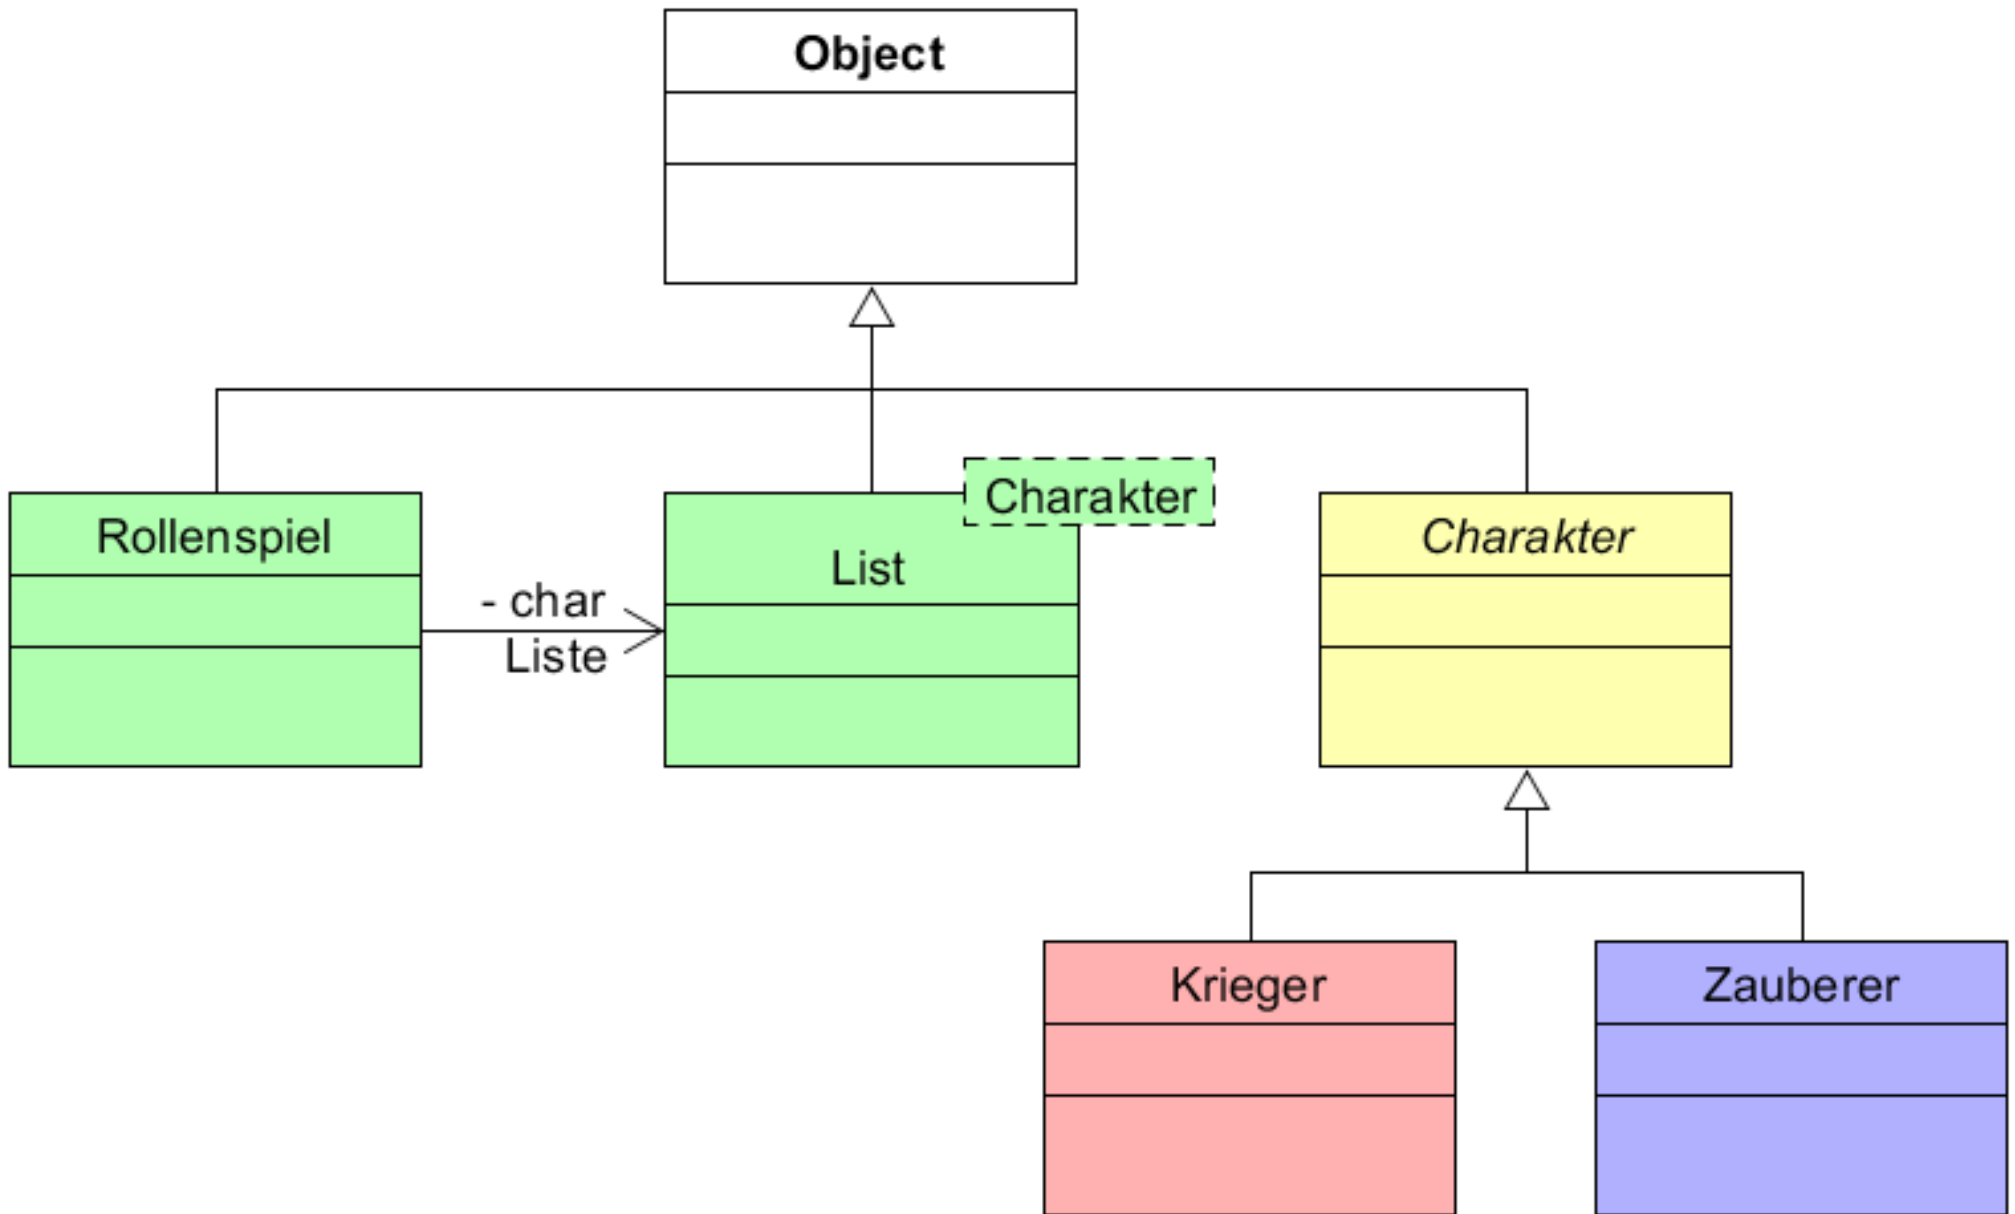 Object
Charakter
Rollenspiel
List
Charakter
- char
Liste
Krieger
Zauberer